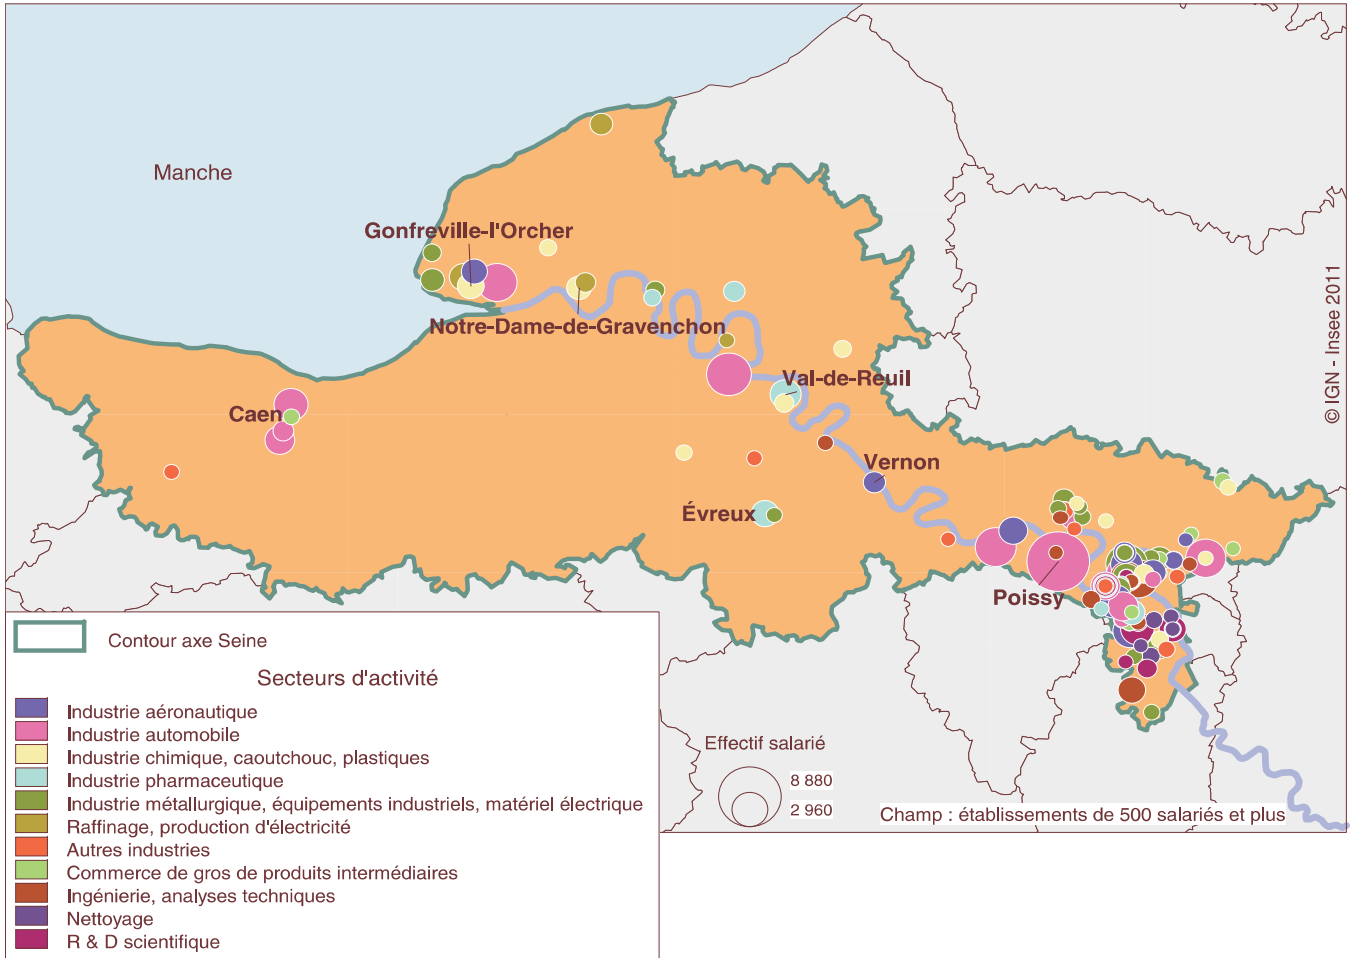 Manche
Gonfreville-l'Orcher
Notre-Dame-de-Gravenchon
Val-de-Reuil
Caen
Vernon
Évreux
Poissy
© IGN - Insee 2011
Contour axe Seine
Secteurs d'activité
Industrie aéronautique
Industrie automobile
Industrie chimique, caoutchouc, plastiques
Industrie pharmaceutique
Industrie métallurgique, équipements industriels, matériel électrique
Raffinage, production d'électricité
Autres industries
Commerce de gros de produits intermédiaires
Ingénierie, analyses techniques
Nettoyage
R & D scientifique
Effectif salarié
8 880
2 960
Champ : établissements de 500 salariés et plus